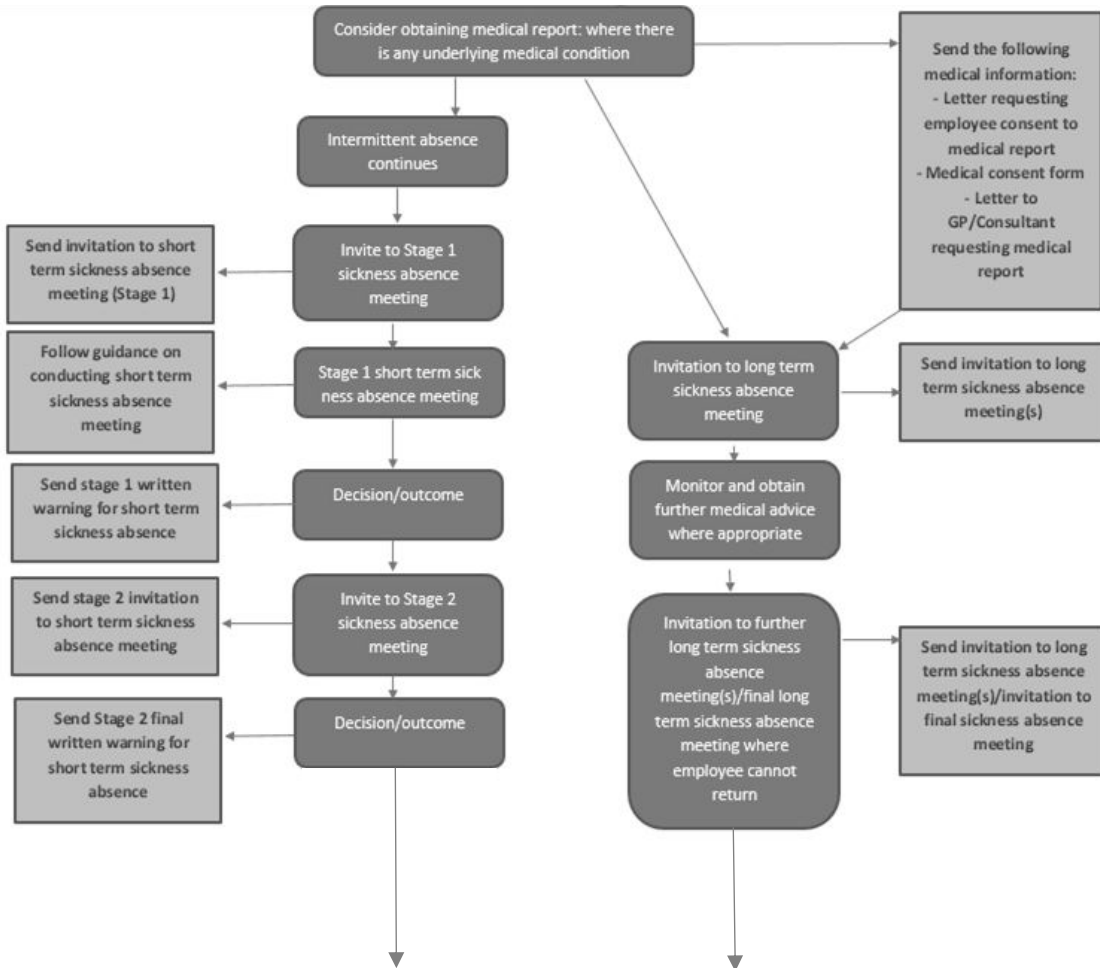 Consider obtaining medical report: where there
is any underlying medical condition
Send the following
medical information:
- Letter requesting
employee consent to
medical report
- Medical consent form
- Letter to
GP/Consultant
requesting medical
report
Intermittent absence
continues
Send invitation to short
term sickness absence
meeting (Stage 1)
Invite to Stage 1
sickness absence
meeting
Follow guidance on
conducting short term
sickness absence
meeting
Stage 1 short term sick
ness absence meeting
Invitation to long term
sickness absence
meeting
Send invitation to long
term sickness absence
meeting(s)
Send stage 1 written
warning for short term
sickness absence
Decision/outcome
Monitor and obtain
further medical advice
where appropriate
Send stage 2 invitation
to short term sickness
absence meeting
Invite to Stage 2
sickness absence
meeting
Invitation to further
long term sickness
absence
meeting(s)/final long
term sickness absence
meeting where
employee cannot
return
Send invitation to long
term sickness absence
meeting(s)/invitation to
final sickness absence
meeting
Send Stage 2 final
written warning for
short term sickness
absence
Decision/outcome